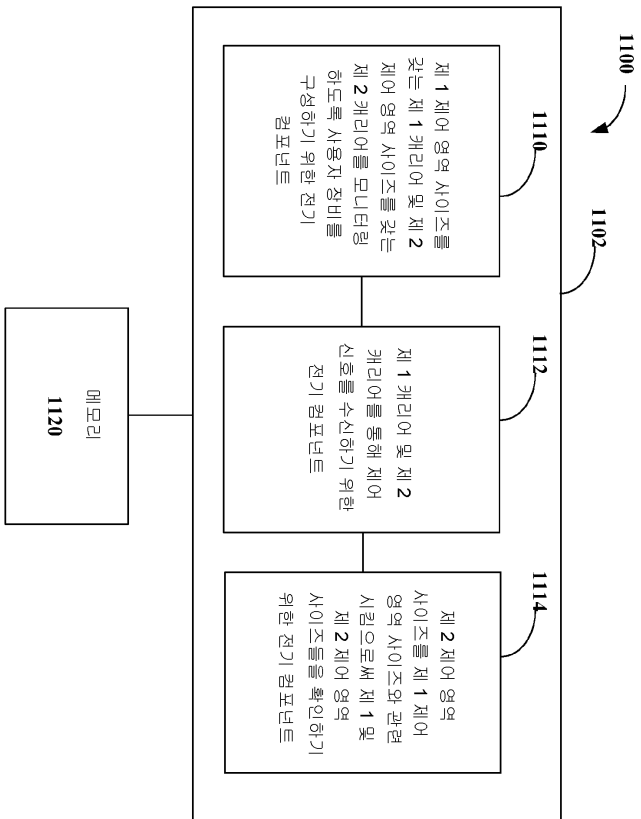 1100
1102
1110
제 1 제어 영역 사이즈를
갖는 제 1 캐리어 및 제 2
제어 영역 사이즈를 갖는
제 2 캐리어를 모니터링
하도록 사용자 장비를
구성하기 위한 전기
컴포넌트
1112
제 1 캐리어 및 제 2
캐리어를 통해 제어
신호를 수신하기 위한
전기 컴포넌트
1114
제 2 제어 영역
사이즈를 제 1 제어
영역 사이즈와 관련
시킴으로써 제 1 및
제 2 제어 영역
사이즈들을 확인하기
위한 전기 컴포넌트
메모리
1120